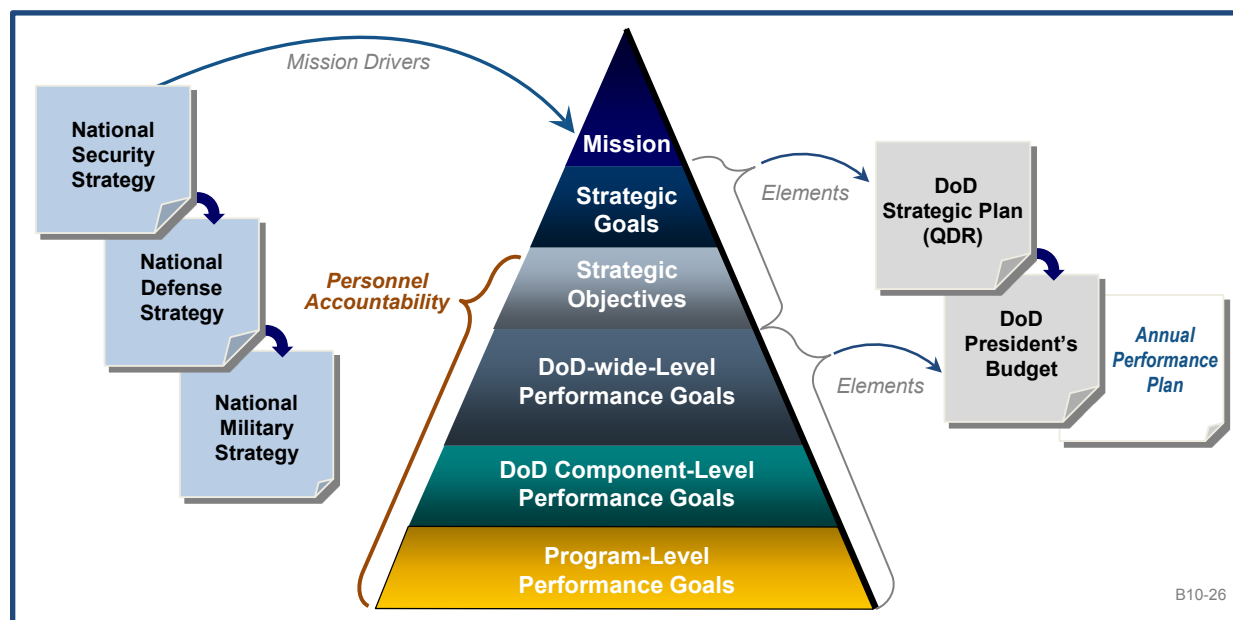 Mission Drivers
National
Security
Strategy
National
Defense
Strategy
National
Military
Strategy
Personnel
Accountability
Mission
Strategic
Goals
Strategic
Objectives
DoD-wide-Level
Performance Goals
DoD Component-Level
Performance Goals
Program-Level
Performance Goals
Elements
Elements
DoD
Strategic Plan
(QDR)
DoD
President’s
Budget
Annual
Performance
Plan
B10-26